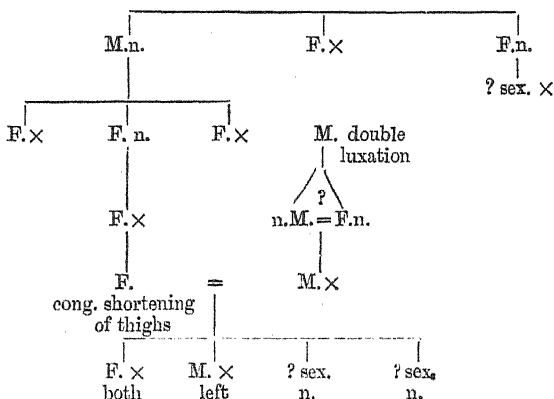 M.n. F.× F.n.
? sex. ×
F.× F. n. F.× M. double
luxation
?
F.× n.M. = F.n.
F. = M.×
cong. shortening
of thighs
F. × M. × ? sex. ? sex.
both left n. n.